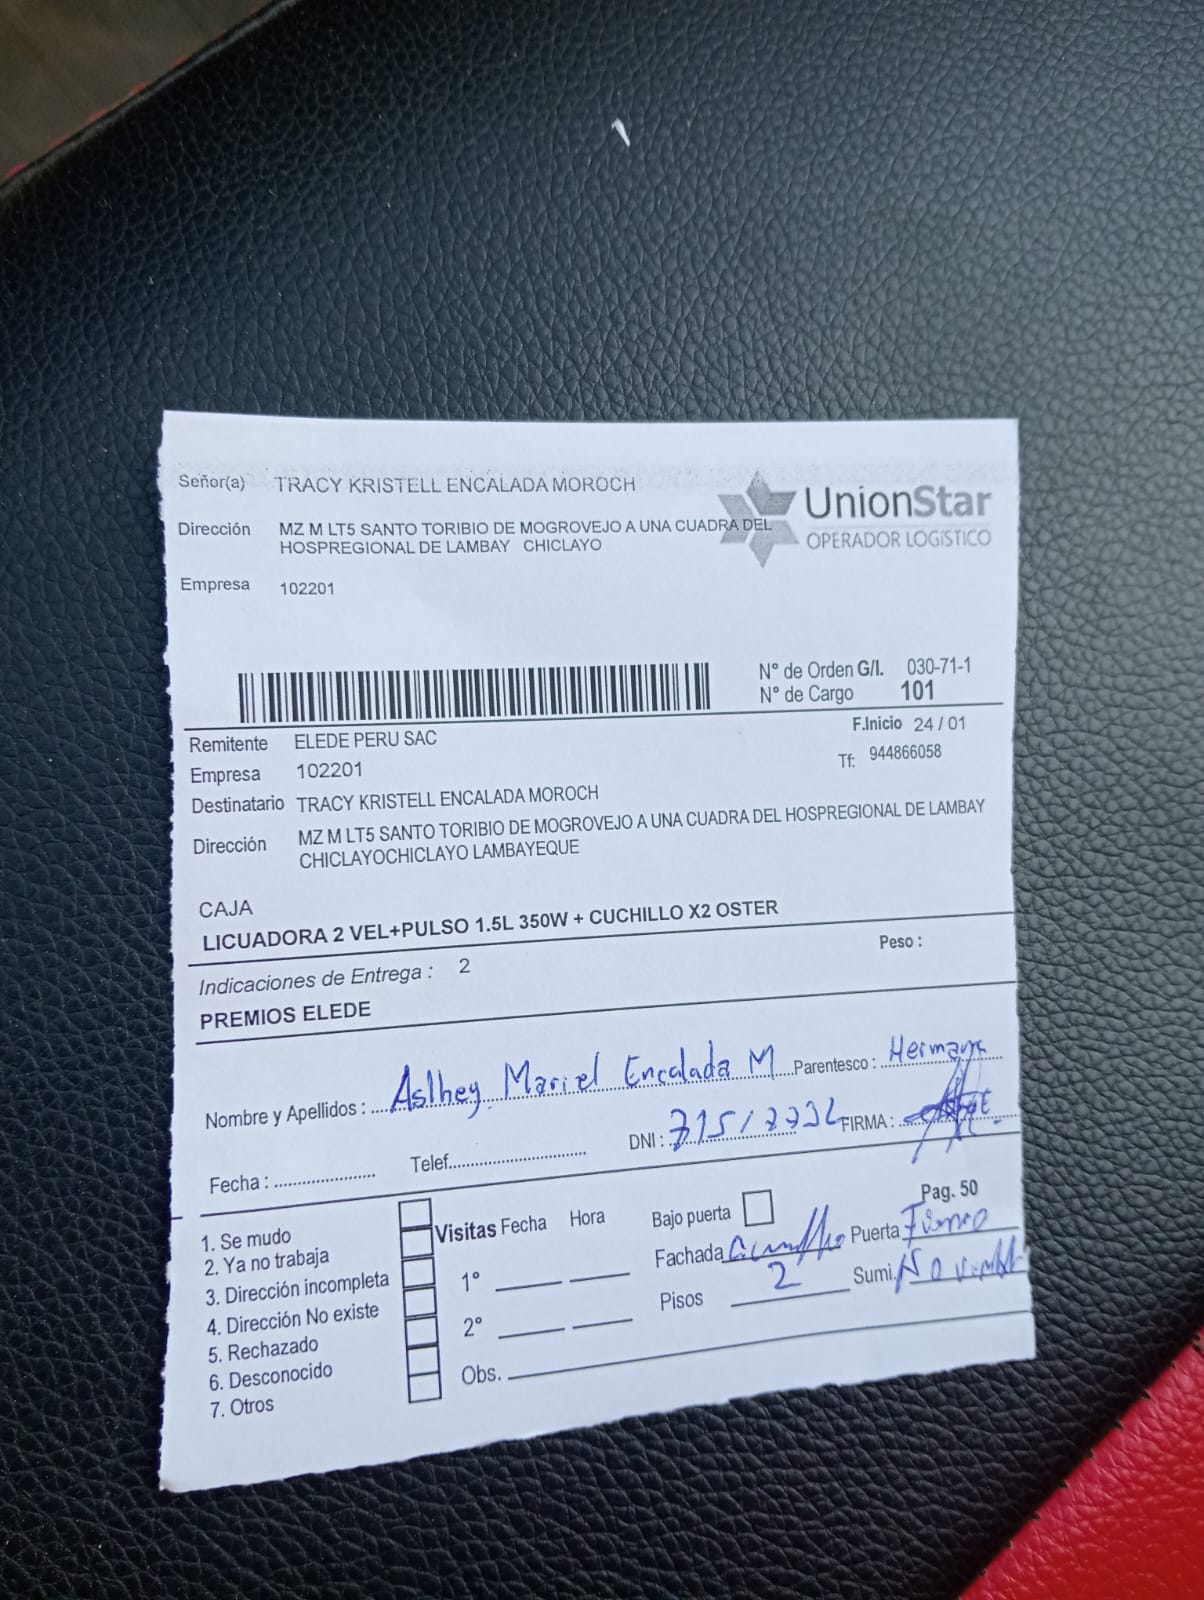 Señor(a) TRACY KRISTELL ENCALADA MOROCH
UnionStar
OPERADOR LOGíSTICO
Dirección MZ M LT5 SANTO TORIBIO DE MOGROVEJO A UNA CUADRA DEL
HOSPREGIONAL DE LAMBAY CHICLAYO
Empresa 102201
N° de Orden G/I. 030-71-1
N° de Cargo 101
F.Inicio 24 / 01
Remitente ELEDE PERU SAC
Tf: 944866058
Empresa 102201
Destinatario TRACY KRISTELL ENCALADA MOROCH
Dirección MZ M LT5 SANTO TORIBIO DE MOGROVEJO A UNA CUADRA DEL HOSPREGIONAL DE LAMBAY
CHICLAYOCHICLAYO LAMBAYEQUE
CAJA
LICUADORA 2 VEL+PULSO 1.5L 350W + CUCHILLO X2 OSTER
Indicaciones de Entrega : 2 Peso :
PREMIOS ELEDE
Nombre y Apellidos : Aslhey Mariel Encalada M Parentesco : Hermana
Fecha : Telef. DNI : FIRMA :
Pag. 50
1. Se mudo
2. Ya no trabaja
3. Dirección incompleta
4. Dirección No existe
5. Rechazado
6. Desconocido
7. Otros
Visitas Fecha Hora
1°
2°
Obs.
Bajo puerta
Fachada Puerta Fierro
Pisos 2 Sumi. No